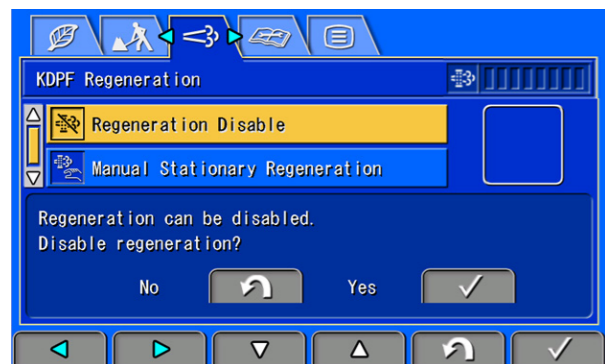 KDPF Regeneration
Regeneration Disable
Manual Stationary Regeneration
Regeneration can be disabled.
Disable regeneration?
No Yes